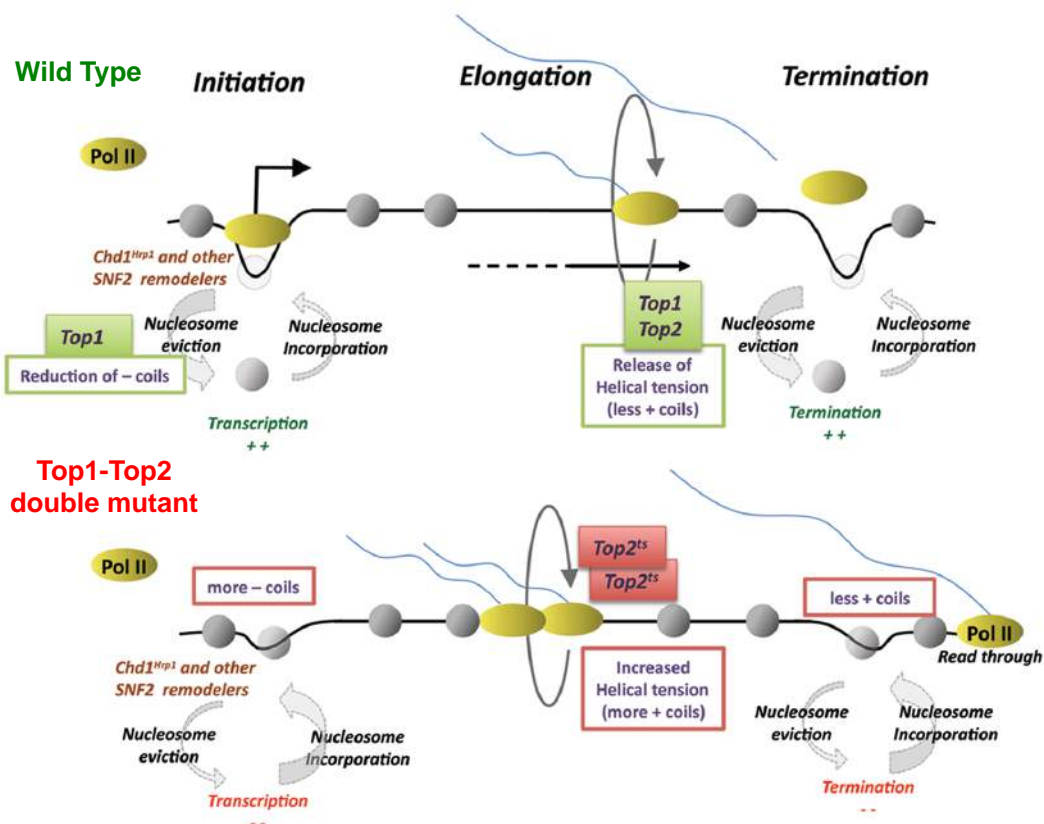 Wild Type
Initiation
Elongation
Termination
Pol II
Chd1Hrp1 and other
SNF2 remodelers
Top1
Reduction of – coils
Nucleosome
eviction
Nucleosome
Incorporation
Transcription
++
Top1
Top2
Release of
Helical tension
(less + coils)
Nucleosome
eviction
Nucleosome
Incorporation
Termination
++
Top1-Top2
double mutant
Pol II
more – coils
Chd1Hrp1 and other
SNF2 remodelers
Nucleosome
eviction
Nucleosome
Incorporation
Transcription
--
Top2ts
Top2ts
Increased
Helical tension
(more + coils)
less + coils
Pol II
Read through
Nucleosome
eviction
Nucleosome
Incorporation
Termination
--